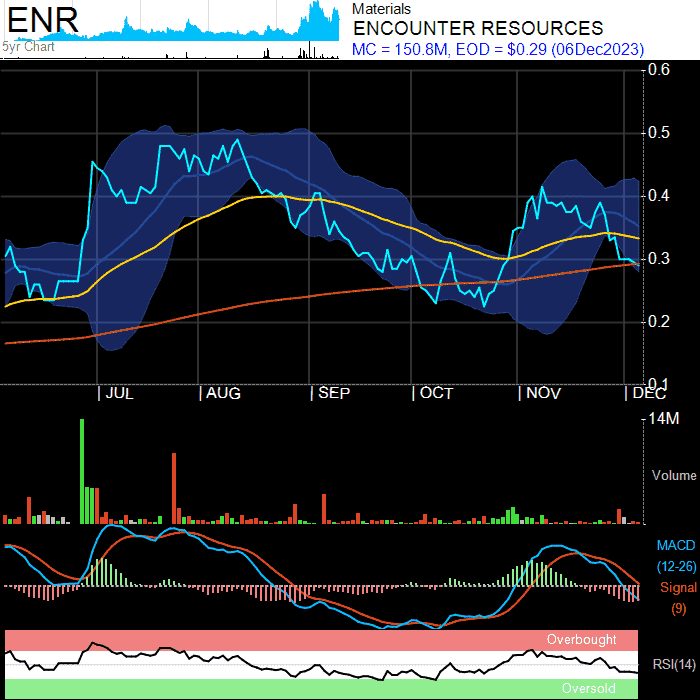 ENR
5yr Chart
Materials
ENCOUNTER RESOURCES
MC = 150.8M, EOD = $0.29 (06Dec2023)
0.6
0.5
0.4
0.3
0.2
0.1
| JUL | AUG | SEP | OCT | NOV | DEC
14M
Volume
MACD
(12-26)
Signal
(9)
Overbought
RSI(14)
Oversold